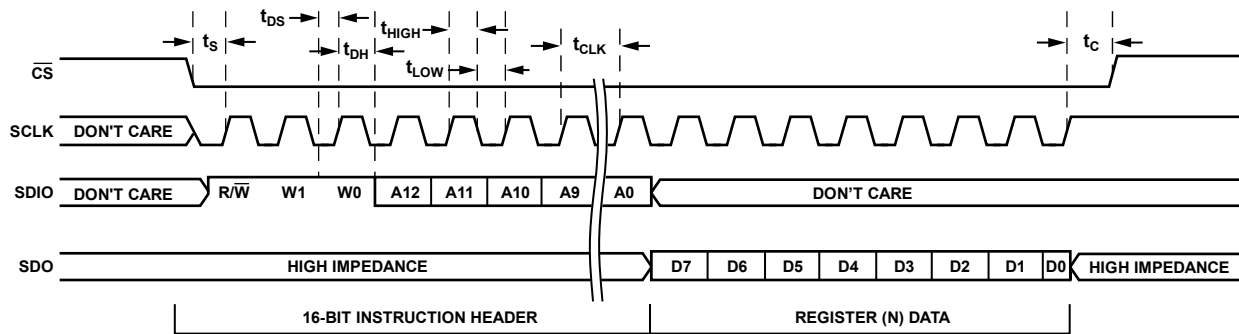 tDS
tHIGH
tS
tDH
tCLK
tC
tLOW
CS
SCLK DON'T CARE
SDIO DON'T CARE R/W W1 W0 A12 A11 A10 A9 A0 DON'T CARE
SDO HIGH IMPEDANCE D7 D6 D5 D4 D3 D2 D1 D0 HIGH IMPEDANCE
16-BIT INSTRUCTION HEADER REGISTER (N) DATA